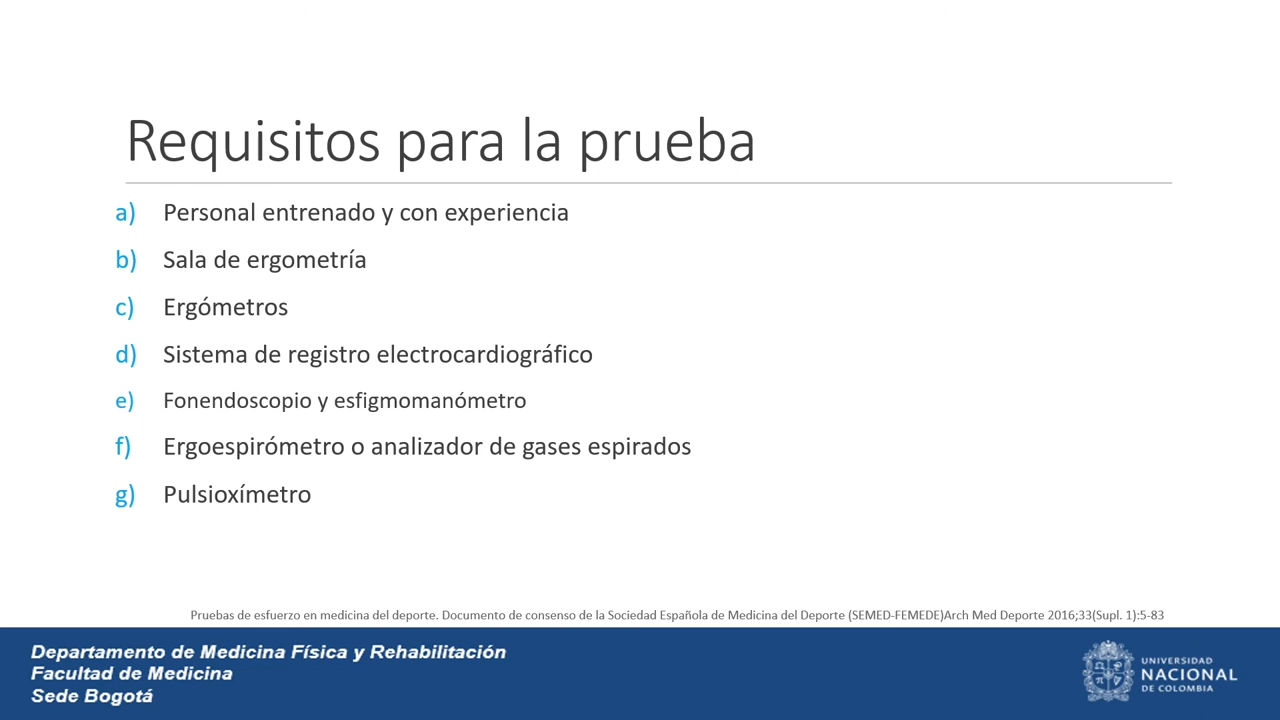 Requisitos para la prueba
a) Personal entrenado y con experiencia
b) Sala de ergometría
c) Ergómetros
d) Sistema de registro electrocardiográfico
e) Fonendoscopio y esfigmomanómetro
f) Ergoespirómetro o analizador de gases espirados
g) Pulsioxímetro
Pruebas de esfuerzo en medicina del deporte. Documento de consenso de la Sociedad Española de Medicina del Deporte (SEMED-FEMEDE)Arch Med Deporte 2016;33(Supl. 1):5-83
Departamento de Medicina Física y Rehabilitación
Facultad de Medicina
Sede Bogotá
UNIVERSIDAD
NACIONAL
DE COLOMBIA